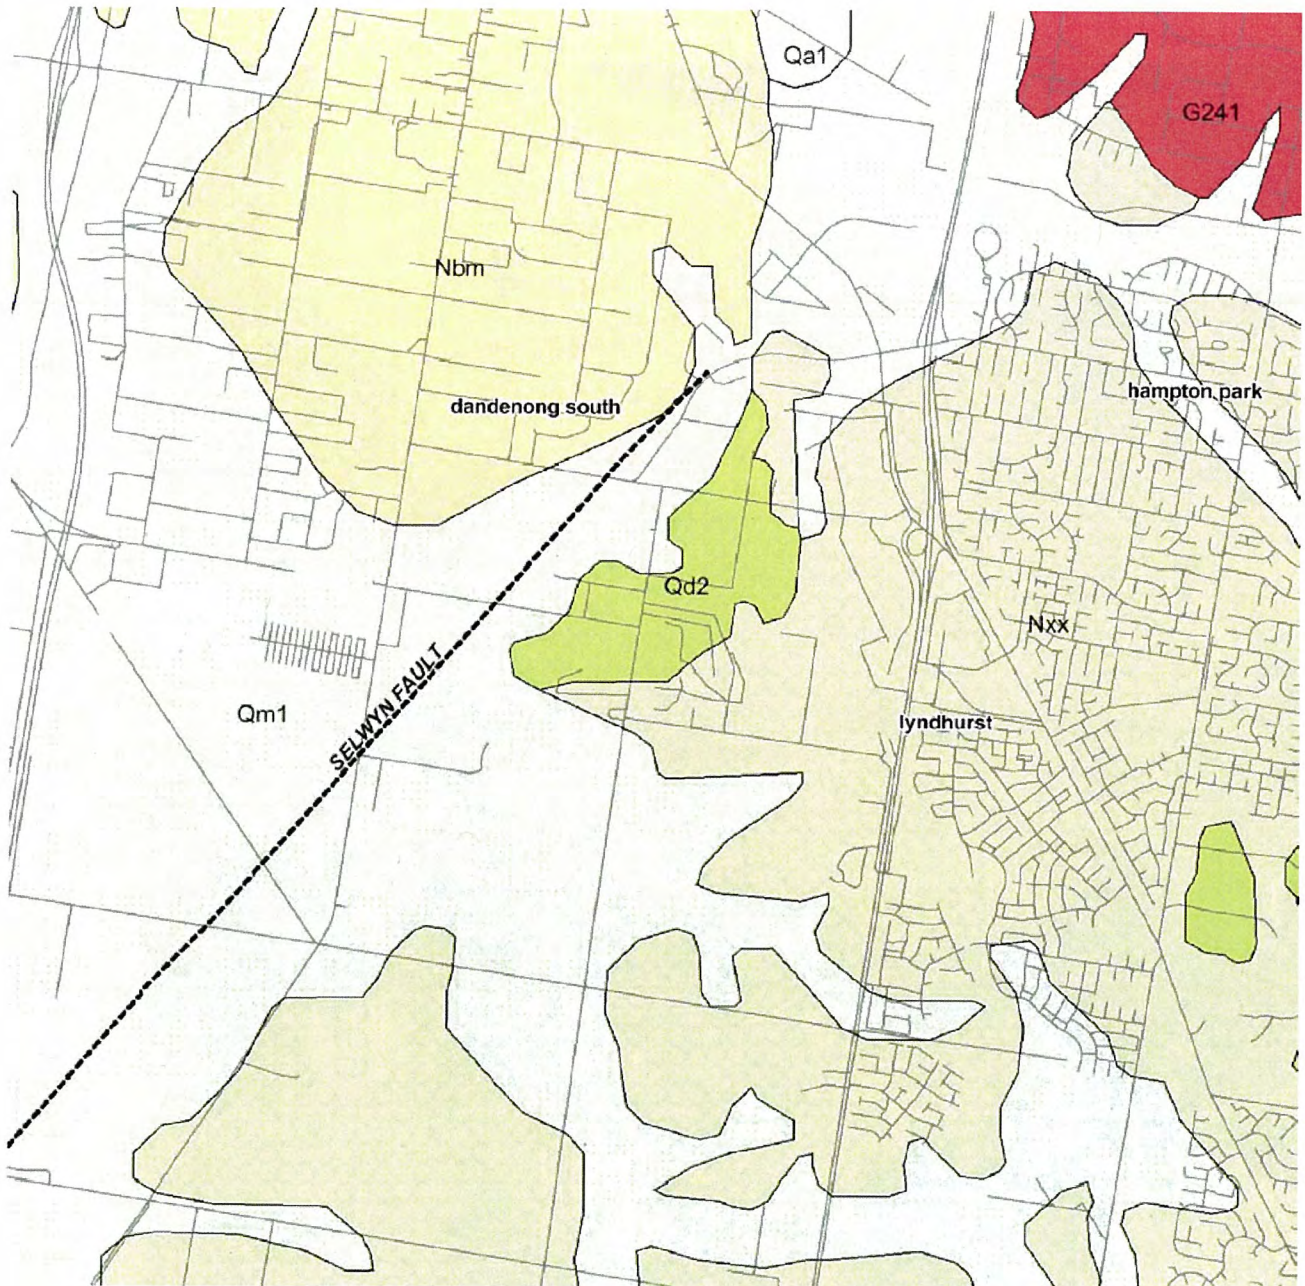 Qa1
G241
Nbm
hampton park
dandenong south
Qd2
Nxx
SELWYN FAULT
Qm1
lyndhurst